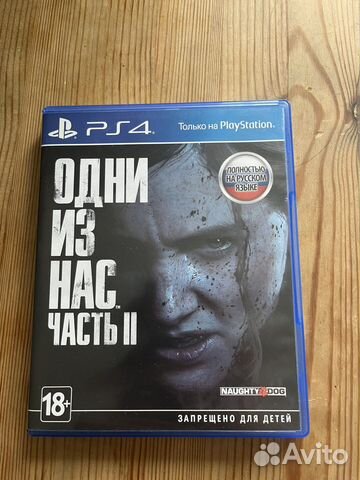 PS4
Только на PlayStation.
ПОЛНОСТЬЮ
НА РУССКОМ
ЯЗЫКЕ
ОДНИ
ИЗ
НАС™
ЧАСТЬ II
NAUGHTY DOG
18+
ЗАПРЕЩЕНО ДЛЯ ДЕТЕЙ
Avito